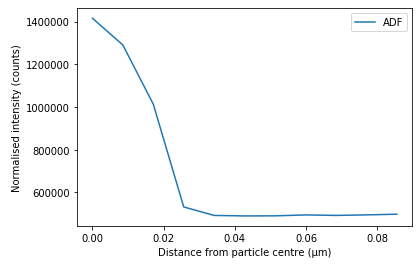 1400000
1200000
1000000
800000
600000
Normalised intensity (counts)
ADF
0.00 0.02 0.04 0.06 0.08
Distance from particle centre (μm)